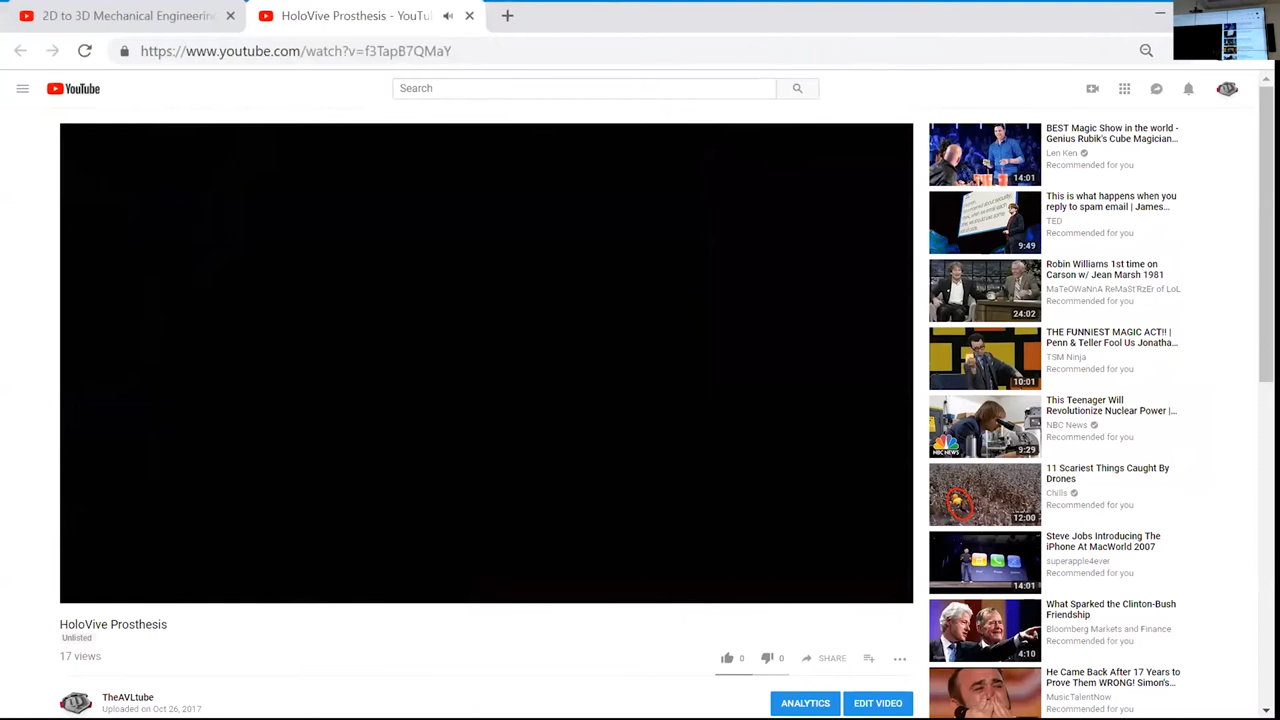 2D to 3D Mechanical Engineering
HoloVive Prosthesis - YouTu
https://www.youtube.com/watch?v=f3TapB7QMaY
YouTube
Search
BEST Magic Show in the world -
Genius Rubik's Cube Magician...
Len Ken
Recommended for you
14:01
This is what happens when you
reply to spam email | James...
TED
Recommended for you
9:49
Robin Williams 1st time on
Carson w/ Jean Marsh 1981
MaTeOWaNnA ReMaSt'RzEr of LoL
Recommended for you
24:02
THE FUNNIEST MAGIC ACT!! |
Penn & Teller Fool Us Jonatha...
TSM Ninja
Recommended for you
10:01
This Teenager Will
Revolutionize Nuclear Power |...
NBC News
Recommended for you
NBC NEWS
9:29
11 Scariest Things Caught By
Drones
Chills
Recommended for you
12:00
Steve Jobs Introducing The
iPhone At MacWorld 2007
superapple4ever
Recommended for you
14:01
What Sparked the Clinton-Bush
Friendship
Bloomberg Markets and Finance
Recommended for you
4:10
He Came Back After 17 Years to
Prove Them WRONG! Simon's...
MusicTalentNow
Recommended for you
HoloVive Prosthesis
Unlisted
17 views
0
0
SHARE
TheAVLtube
Uploaded on Oct 26, 2017
ANALYTICS
EDIT VIDEO